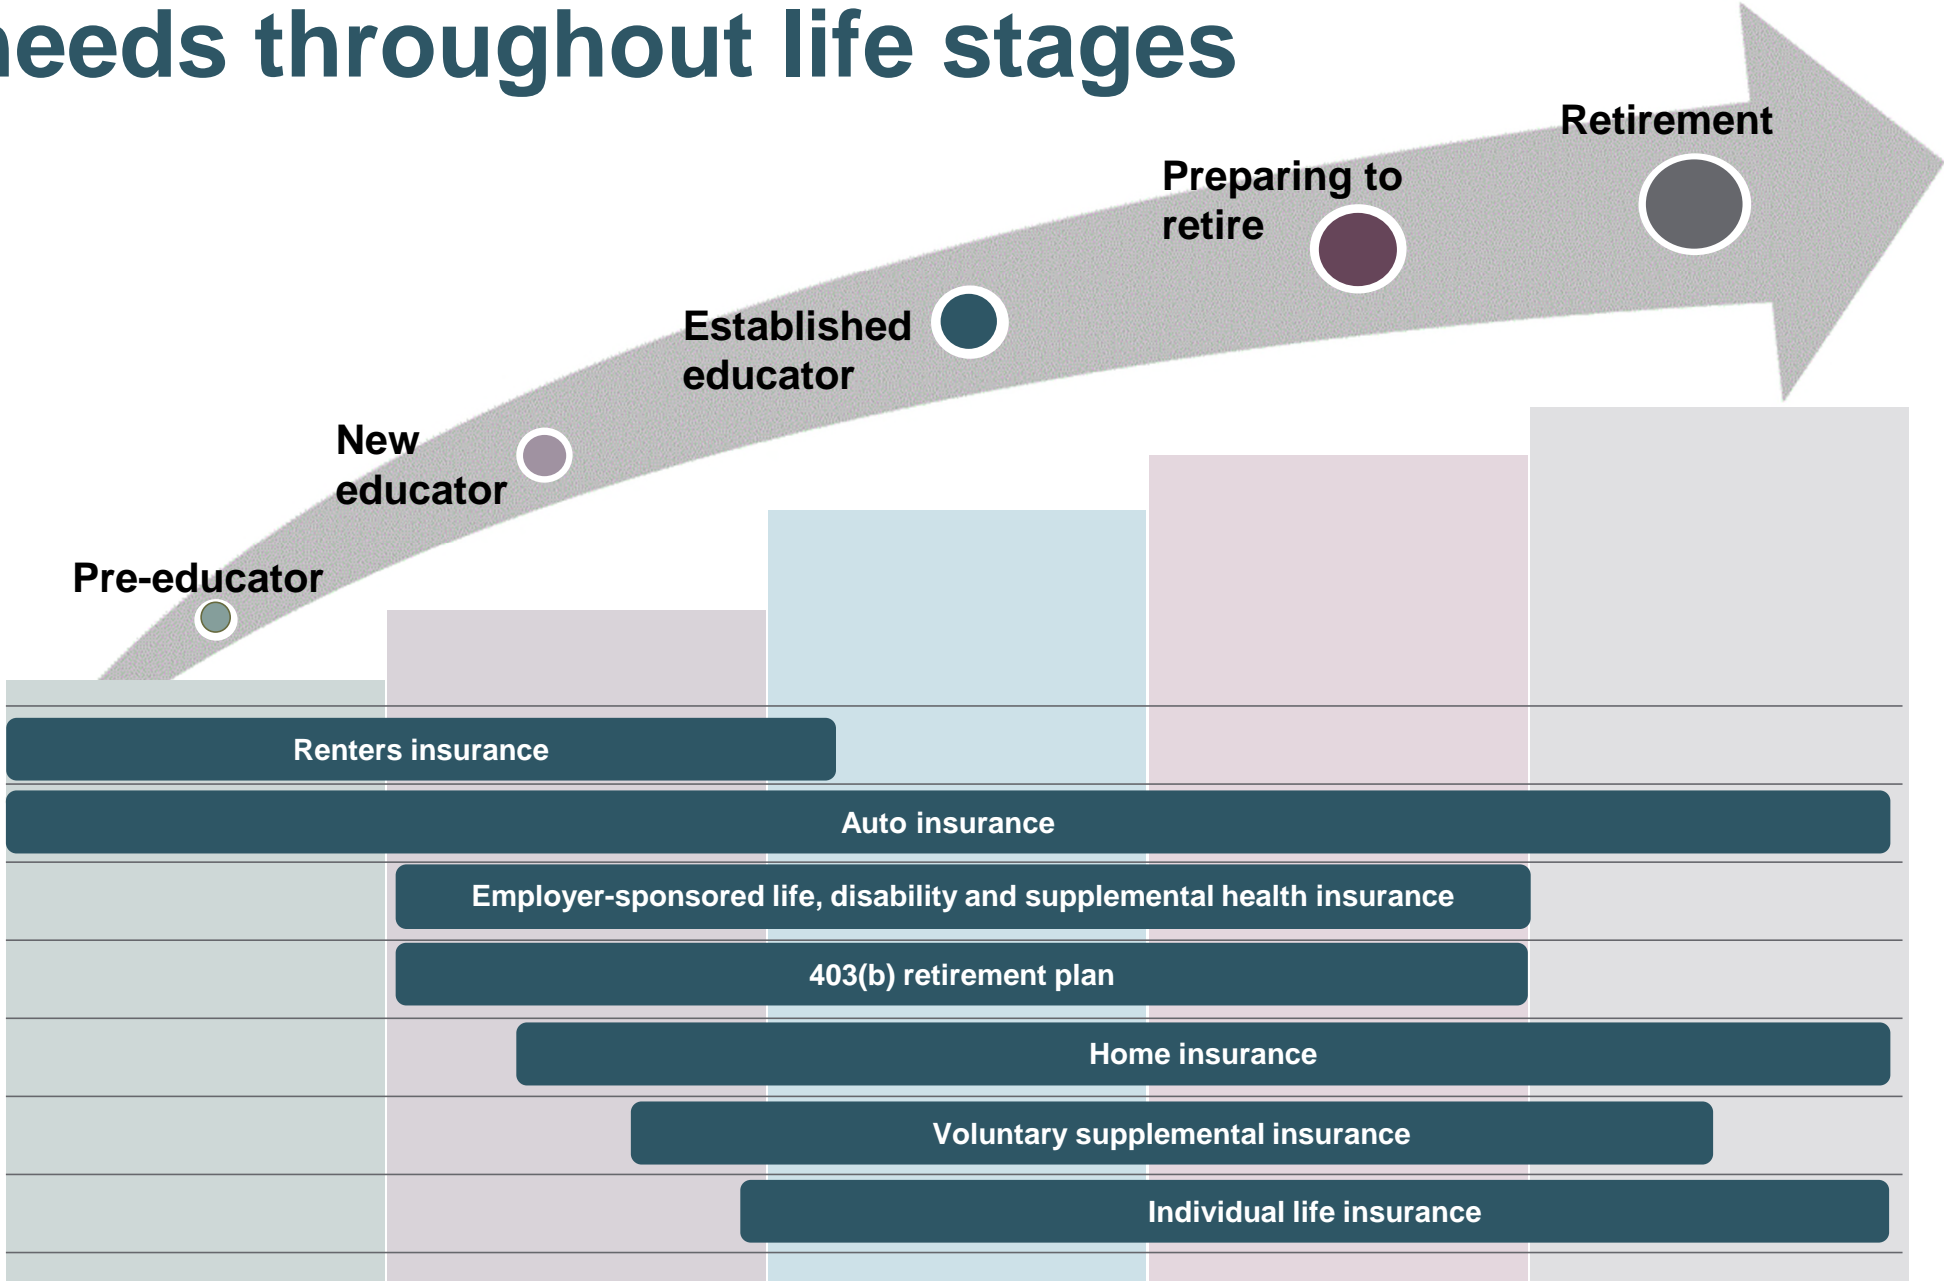 needs throughout life stages
Retirement
Preparing to
retire
Established
educator
New
educator
Pre-educator
Renters insurance
Auto insurance
Employer-sponsored life, disability and supplemental health insurance
403(b) retirement plan
Home insurance
Voluntary supplemental insurance
Individual life insurance